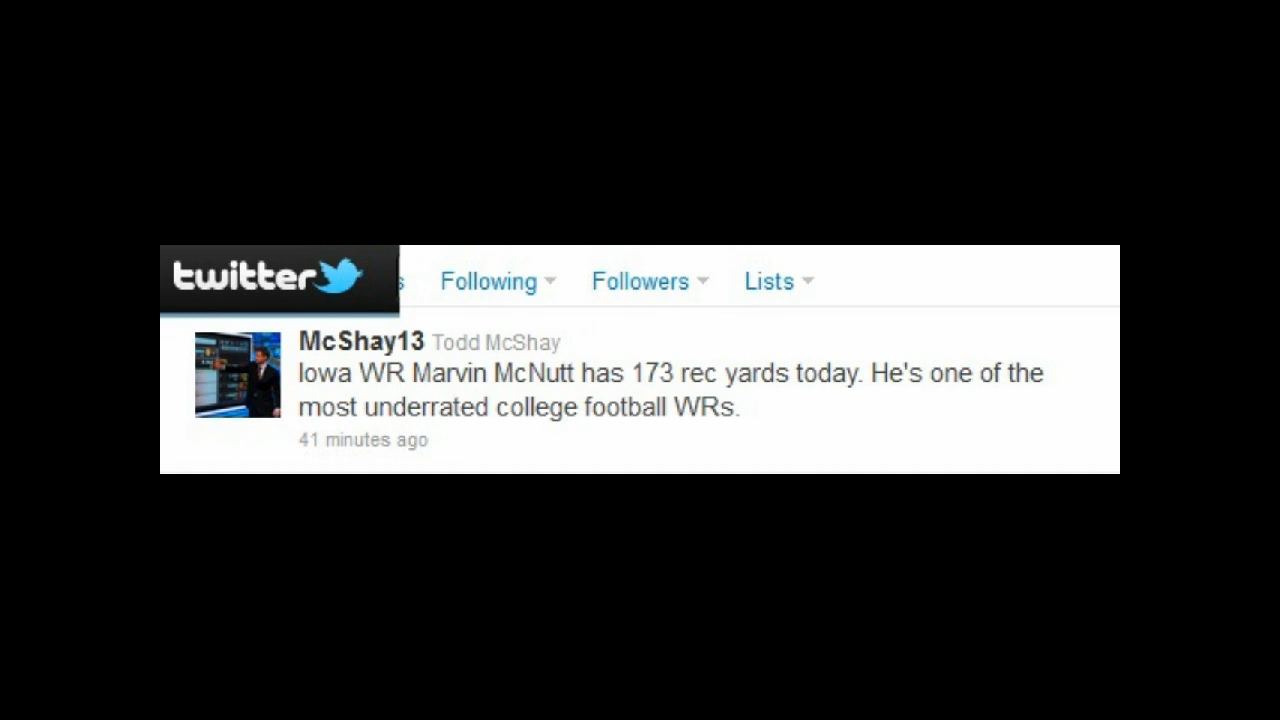 twitter s Following Followers Lists
McShay13 Todd McShay
Iowa WR Marvin McNutt has 173 rec yards today. He's one of the
most underrated college football WRs.
41 minutes ago